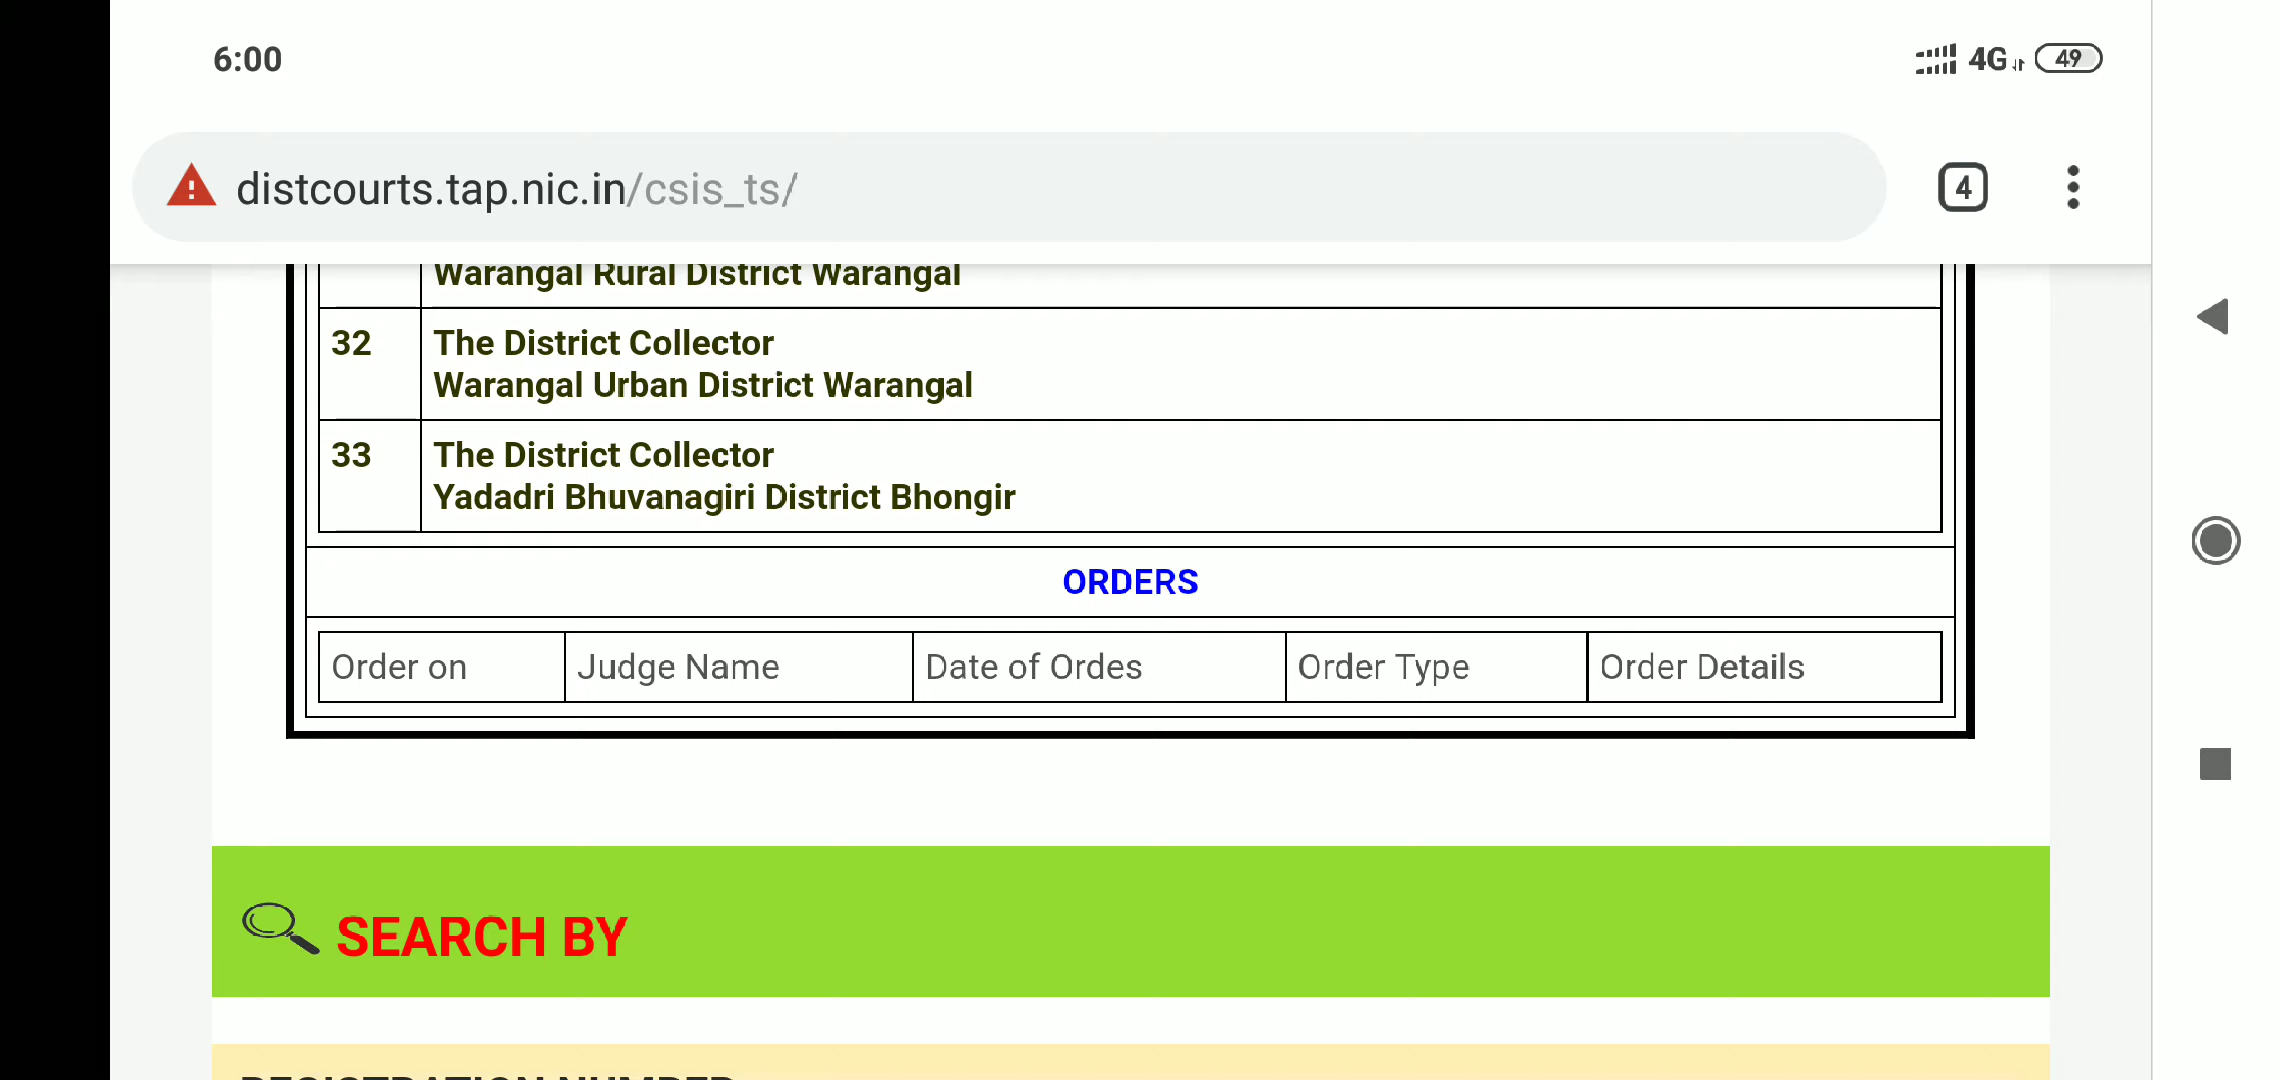 6:00
4G 49
distcourts.tap.nic.in/csis_ts/
4
Warangal Rural District Warangal
32 The District Collector
Warangal Urban District Warangal
33 The District Collector
Yadadri Bhuvanagiri District Bhongir
ORDERS
Order on Judge Name Date of Ordes Order Type Order Details
SEARCH BY
REGISTRATION NUMBER